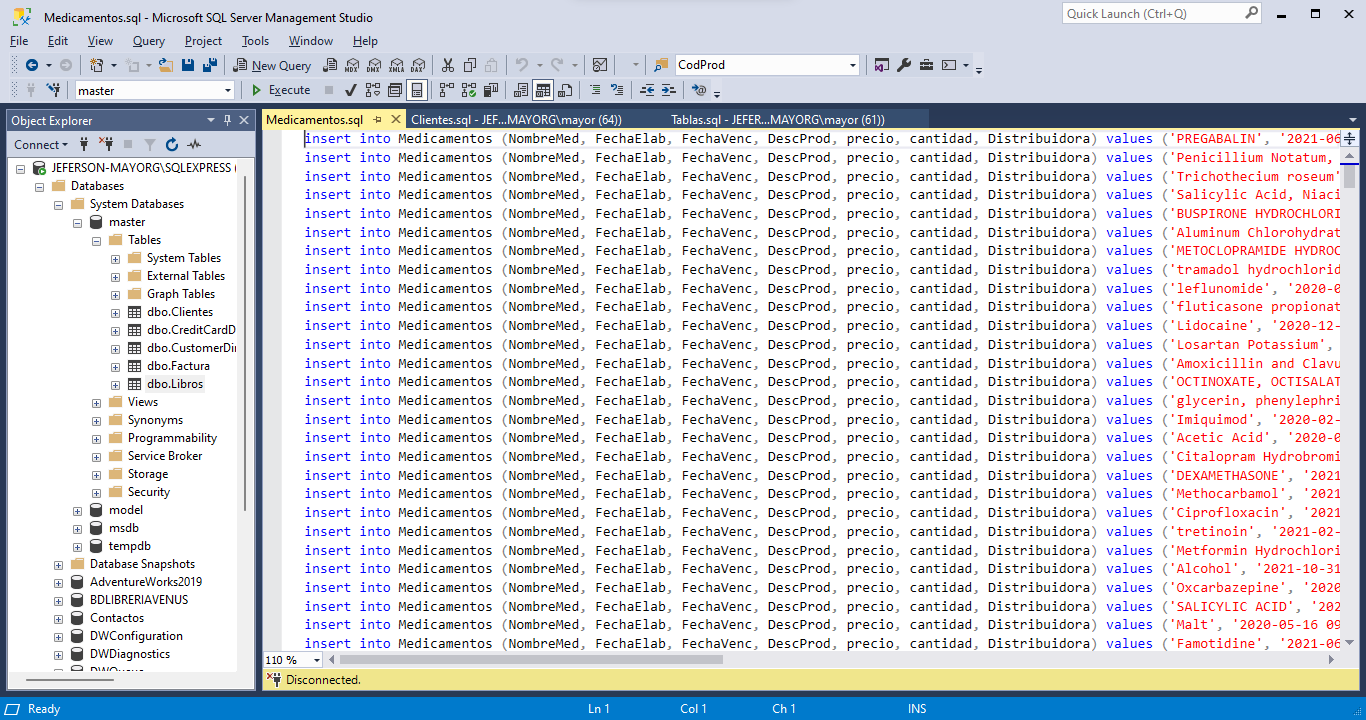 Medicamentos.sql - Microsoft SQL Server Management Studio
Quick Launch (Ctrl+Q)
File Edit View Query Project Tools Window Help
New Query MDX DMX XMLA DAX CodProd
master Execute
Object Explorer
Connect
JEFERSON-MAYORG\SQLEXPRESS (
Databases
System Databases
master
Tables
System Tables
External Tables
Graph Tables
dbo.Clientes
dbo.CreditCardD
dbo.CustomerDi
dbo.Factura
dbo.Libros
Views
Synonyms
Programmability
Service Broker
Storage
Security
model
msdb
tempdb
Database Snapshots
AdventureWorks2019
BDLIBRERIAVENUS
Contactos
DWConfiguration
DWDiagnostics
DWQueue
Medicamentos.sql Clientes.sql - JEF...MAYORG\mayor (64)) Tablas.sql - JEFER...MAYORG\mayor (61))
insert into Medicamentos (NombreMed, FechaElab, FechaVenc, DescProd, precio, cantidad, Distribuidora) values ('PREGABALIN', '2021-06
insert into Medicamentos (NombreMed, FechaElab, FechaVenc, DescProd, precio, cantidad, Distribuidora) values ('Penicillium Notatum,
insert into Medicamentos (NombreMed, FechaElab, FechaVenc, DescProd, precio, cantidad, Distribuidora) values ('Trichothecium roseum'
insert into Medicamentos (NombreMed, FechaElab, FechaVenc, DescProd, precio, cantidad, Distribuidora) values ('Salicylic Acid, Niaci
insert into Medicamentos (NombreMed, FechaElab, FechaVenc, DescProd, precio, cantidad, Distribuidora) values ('BUSPIRONE HYDROCHLORI
insert into Medicamentos (NombreMed, FechaElab, FechaVenc, DescProd, precio, cantidad, Distribuidora) values ('Aluminum Chlorohydrat
insert into Medicamentos (NombreMed, FechaElab, FechaVenc, DescProd, precio, cantidad, Distribuidora) values ('METOCLOPRAMIDE HYDROC
insert into Medicamentos (NombreMed, FechaElab, FechaVenc, DescProd, precio, cantidad, Distribuidora) values ('tramadol hydrochlorid
insert into Medicamentos (NombreMed, FechaElab, FechaVenc, DescProd, precio, cantidad, Distribuidora) values ('leflunomide', '2020-0
insert into Medicamentos (NombreMed, FechaElab, FechaVenc, DescProd, precio, cantidad, Distribuidora) values ('fluticasone propionat
insert into Medicamentos (NombreMed, FechaElab, FechaVenc, DescProd, precio, cantidad, Distribuidora) values ('Lidocaine', '2020-12-
insert into Medicamentos (NombreMed, FechaElab, FechaVenc, DescProd, precio, cantidad, Distribuidora) values ('Losartan Potassium',
insert into Medicamentos (NombreMed, FechaElab, FechaVenc, DescProd, precio, cantidad, Distribuidora) values ('Amoxicillin and Clavu
insert into Medicamentos (NombreMed, FechaElab, FechaVenc, DescProd, precio, cantidad, Distribuidora) values ('OCTINOXATE, OCTISALAT
insert into Medicamentos (NombreMed, FechaElab, FechaVenc, DescProd, precio, cantidad, Distribuidora) values ('glycerin, phenylephri
insert into Medicamentos (NombreMed, FechaElab, FechaVenc, DescProd, precio, cantidad, Distribuidora) values ('Imiquimod', '2020-02-
insert into Medicamentos (NombreMed, FechaElab, FechaVenc, DescProd, precio, cantidad, Distribuidora) values ('Acetic Acid', '2020-0
insert into Medicamentos (NombreMed, FechaElab, FechaVenc, DescProd, precio, cantidad, Distribuidora) values ('Citalopram Hydrobromi
insert into Medicamentos (NombreMed, FechaElab, FechaVenc, DescProd, precio, cantidad, Distribuidora) values ('DEXAMETHASONE', '2021
insert into Medicamentos (NombreMed, FechaElab, FechaVenc, DescProd, precio, cantidad, Distribuidora) values ('Methocarbamol', '2021
insert into Medicamentos (NombreMed, FechaElab, FechaVenc, DescProd, precio, cantidad, Distribuidora) values ('Ciprofloxacin', '2021
insert into Medicamentos (NombreMed, FechaElab, FechaVenc, DescProd, precio, cantidad, Distribuidora) values ('tretinoin', '2021-02-
insert into Medicamentos (NombreMed, FechaElab, FechaVenc, DescProd, precio, cantidad, Distribuidora) values ('Metformin Hydrochlori
insert into Medicamentos (NombreMed, FechaElab, FechaVenc, DescProd, precio, cantidad, Distribuidora) values ('Alcohol', '2021-10-31
insert into Medicamentos (NombreMed, FechaElab, FechaVenc, DescProd, precio, cantidad, Distribuidora) values ('Oxcarbazepine', '2020
insert into Medicamentos (NombreMed, FechaElab, FechaVenc, DescProd, precio, cantidad, Distribuidora) values ('SALICYLIC ACID', '202
insert into Medicamentos (NombreMed, FechaElab, FechaVenc, DescProd, precio, cantidad, Distribuidora) values ('Malt', '2020-05-16 09
insert into Medicamentos (NombreMed, FechaElab, FechaVenc, DescProd, precio, cantidad, Distribuidora) values ('Famotidine', '2021-06
110 %
Disconnected.
Ready Ln 1 Col 1 Ch 1 INS